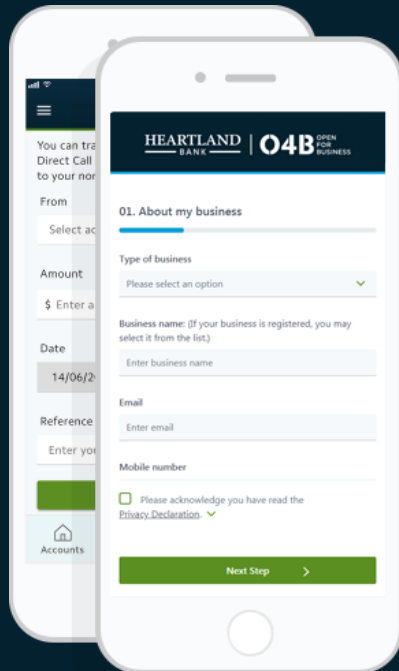 You can tra
Direct Call
to your nor
From
Select ac
Amount
$ Enter a
Date
14/06/2
Reference
Enter you
Accounts
HEARTLAND
BANK
O4B OPEN
FOR
BUSINESS
01. About my business
Type of business
Please select an option
Business name: (If your business is registered, you may
select it from the list.)
Enter business name
Email
Enter email
Mobile number
Please acknowledge you have read the
Privacy Declaration.
Next Step